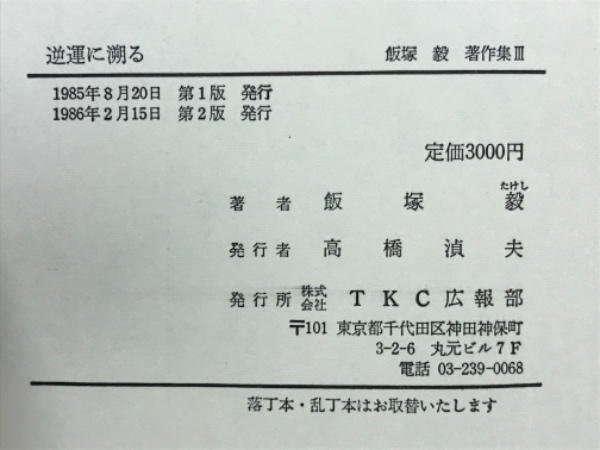 逆運に溯る 飯塚 毅 著作集Ⅲ
1985年8月20日 第1版 発行
1986年2月15日 第2版 発行
定価3000円
たけし
著者 飯塚 毅
発行者 高橋湞夫
発行所 株式会社 TKC広報部
〒101 東京都千代田区神田神保町
3-2-6 丸元ビル7F
電話 03-239-0068
落丁本・乱丁本はお取替いたします